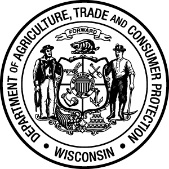 DEPARTMENT OF AGRICULTURE, TRADE AND CONSUMER PROTECTION
FORWARD
· WISCONSIN ·